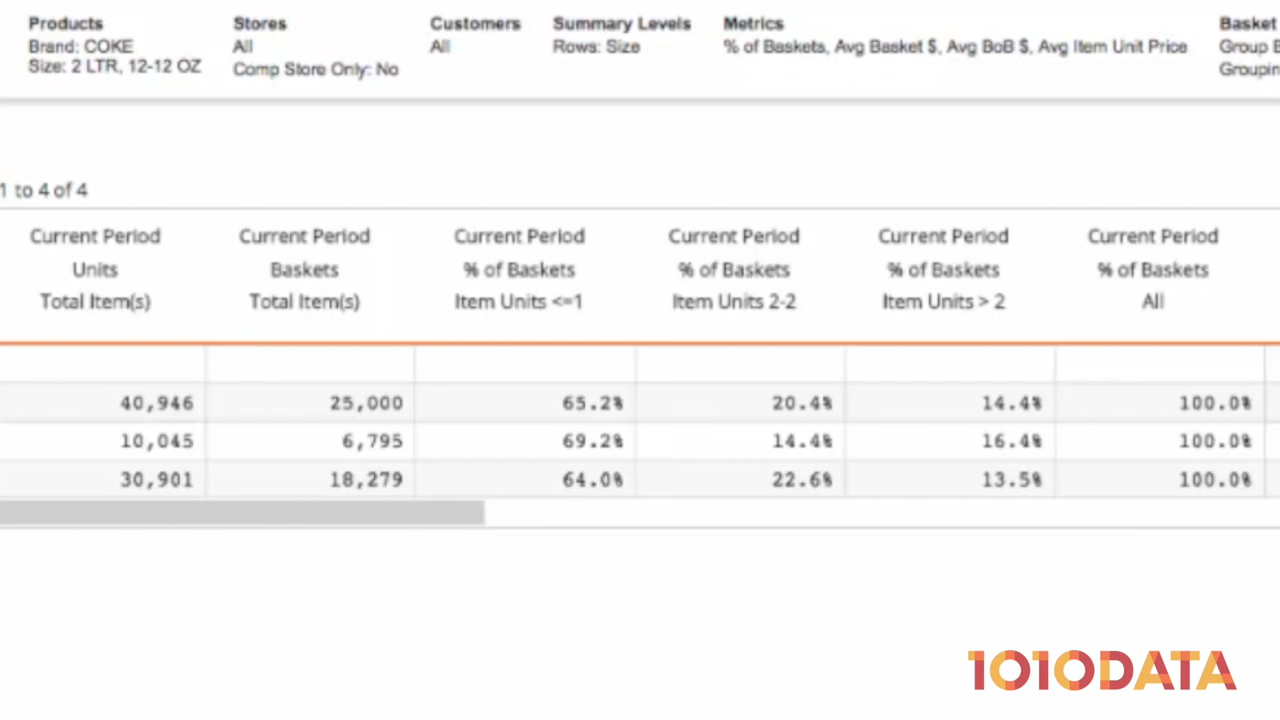 Products Stores Customers Summary Levels Metrics Basket
Brand: COKE All All Rows: Size % of Baskets, Avg Basket $, Avg BoB $, Avg Item Unit Price Group B
Size: 2 LTR, 12-12 OZ Comp Store Only: No Groupin
1 to 4 of 4
Current Period Current Period Current Period Current Period Current Period Current Period
Units Baskets % of Baskets % of Baskets % of Baskets % of Baskets
Total Item(s) Total Item(s) Item Units <=1 Item Units 2-2 Item Units > 2 All
40,946 25,000 65.2% 20.4% 14.4% 100.0%
10,045 6,795 69.2% 14.4% 16.4% 100.0%
30,901 18,279 64.0% 22.6% 13.5% 100.0%
1010DATA